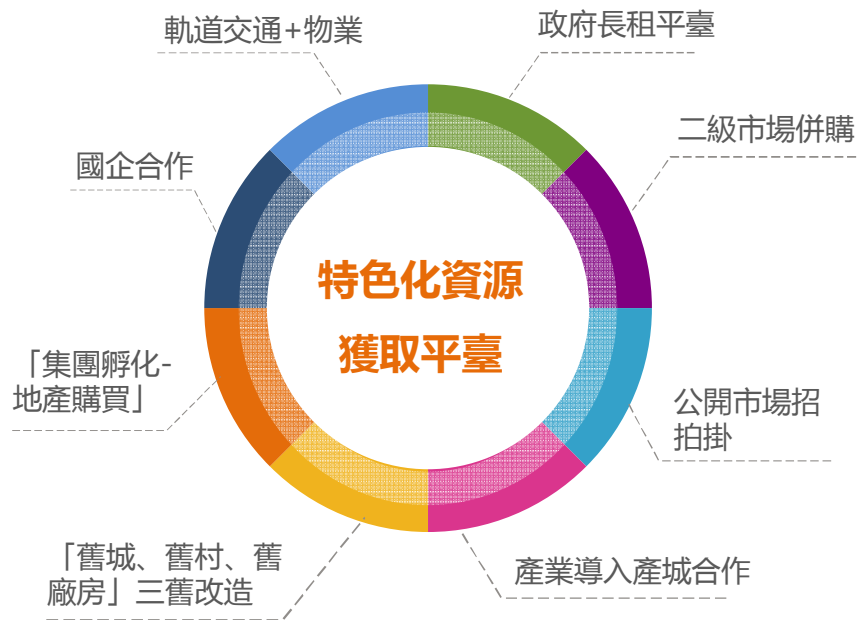 軌道交通+物業
政府長租平臺
二級市場併購
國企合作
特色化資源
獲取平臺
「集團孵化-
地產購買」
公開市場招
拍掛
「舊城、舊村、舊
廠房」三舊改造
產業導入產城合作